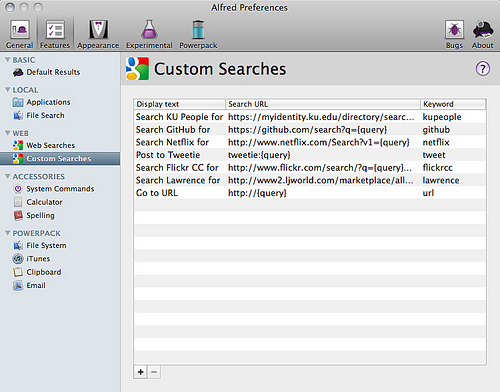 Alfred Preferences
General Features Appearance Experimental Powerpack Bugs About
BASIC
Default Results
LOCAL
Applications
File Search
WEB
Web Searches
Custom Searches
ACCESSORIES
System Commands
Calculator
Spelling
POWERPACK
File System
iTunes
Clipboard
Email
Custom Searches ?
Display text Search URL Keyword
Search KU People for https://myidentity.ku.edu/directory/searc... kupeople
Search GitHub for https://github.com/search?q={query} github
Search Netflix for http://www.netflix.com/Search?v1={query} netflix
Post to Tweetie tweetie:{query} tweet
Search Flickr CC for http://www.flickr.com/search/?q={query}... flickrcc
Search Lawrence for http://www2.ljworld.com/marketplace/all... lawrence
Go to URL http://{query} url
+ −